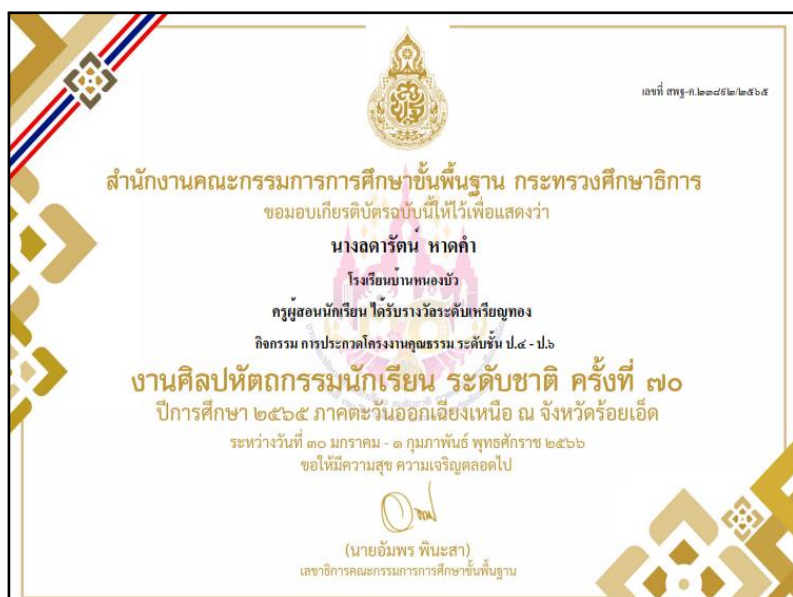 เลขที่ สพฐ-ค.๒๓๘๕๒/๒๕๖๕
สำนักงานคณะกรรมการการศึกษาขั้นพื้นฐาน กระทรวงศึกษาธิการ
ขอมอบเกียรติบัตรฉบับนี้ให้ไว้เพื่อแสดงว่า
นางลดารัตน์ หาดคำ
โรงเรียนบ้านหนองบัว
ครูผู้สอนนักเรียน ได้รับรางวัลระดับเหรียญทอง
กิจกรรม การประกวดโครงงานคุณธรรม ระดับชั้น ป.๔ - ป.๖
งานศิลปหัตถกรรมนักเรียน ระดับชาติ ครั้งที่ ๗๐
ปีการศึกษา ๒๕๖๕ ภาคตะวันออกเฉียงเหนือ ณ จังหวัดร้อยเอ็ด
ระหว่างวันที่ ๓๐ มกราคม - ๑ กุมภาพันธ์ พุทธศักราช ๒๕๖๖
ขอให้มีความสุข ความเจริญตลอดไป
(นายอัมพร พินะสา)
เลขาธิการคณะกรรมการการศึกษาขั้นพื้นฐาน